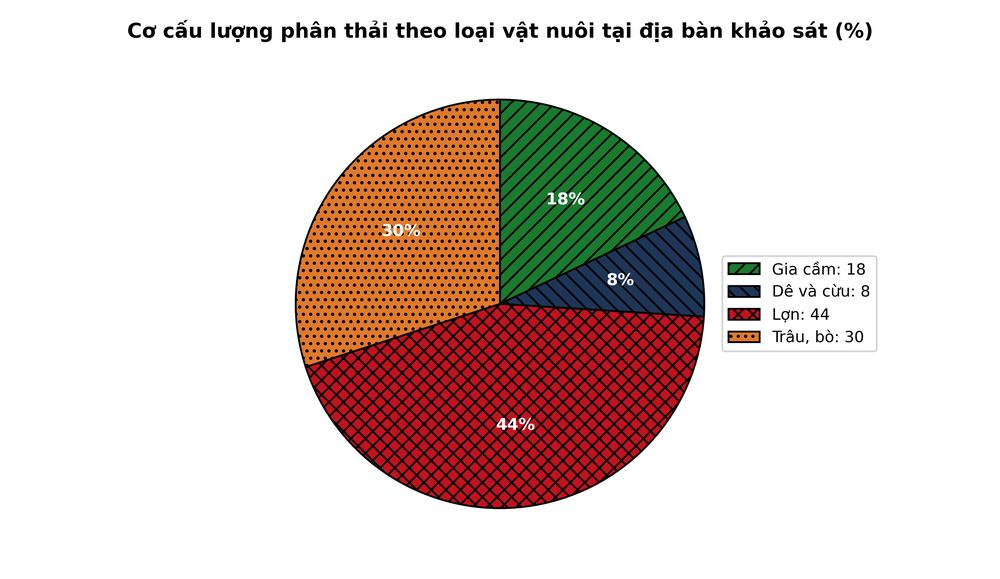 Cơ cấu lượng phân thải theo loại vật nuôi tại địa bàn khảo sát (%)
18%
30%
8%
44%
Gia cầm: 18
Dê và cừu: 8
Lợn: 44
Trâu, bò: 30